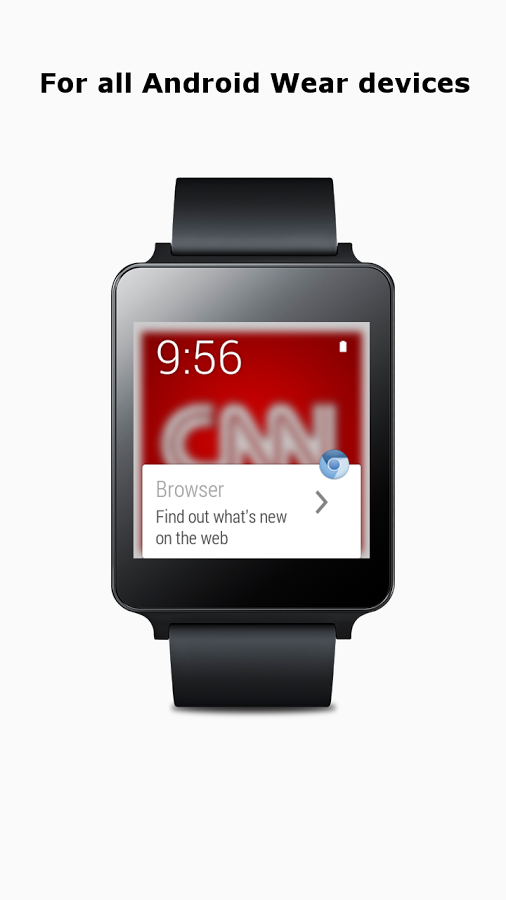 For all Android Wear devices
9:56
CNN
Browser
Find out what's new
on the web